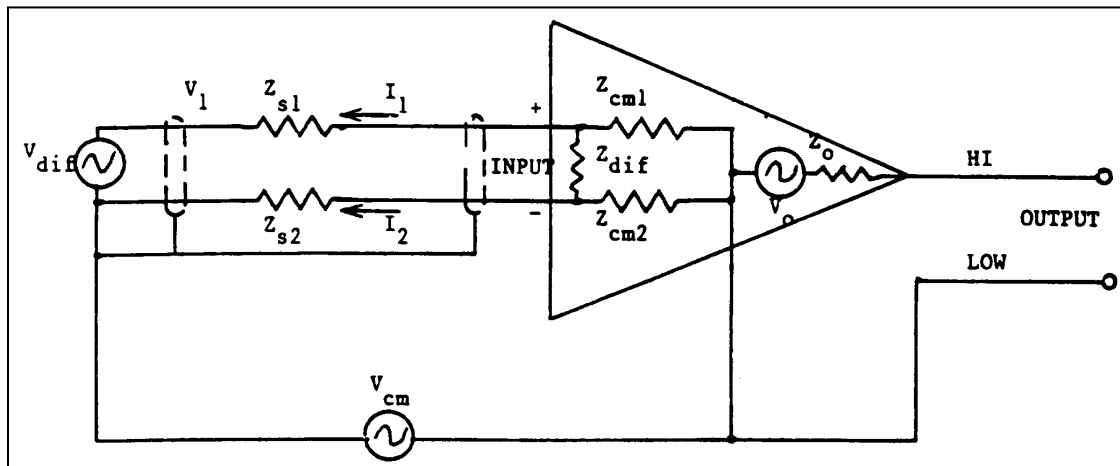 V1
Zs1
I1
+
Zcm1
Vdif
INPUT
Zdif
Zo
HI
Zs2
I2
-
Zcm2
Vo
OUTPUT
LOW
Vcm